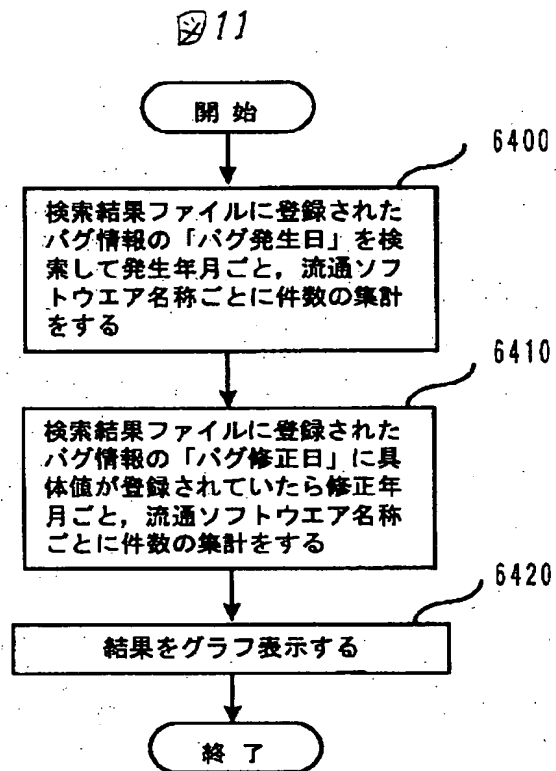 図11
開始
6400
検索結果ファイルに登録された
バグ情報の「バグ発生日」を検
索して発生年月ごと,流通ソフ
トウエア名称ごとに件数の集計
をする
6410
検索結果ファイルに登録された
バグ情報の「バグ修正日」に具
体値が登録されていたら修正年
月ごと,流通ソフトウエア名称
ごとに件数の集計をする
6420
結果をグラフ表示する
終了